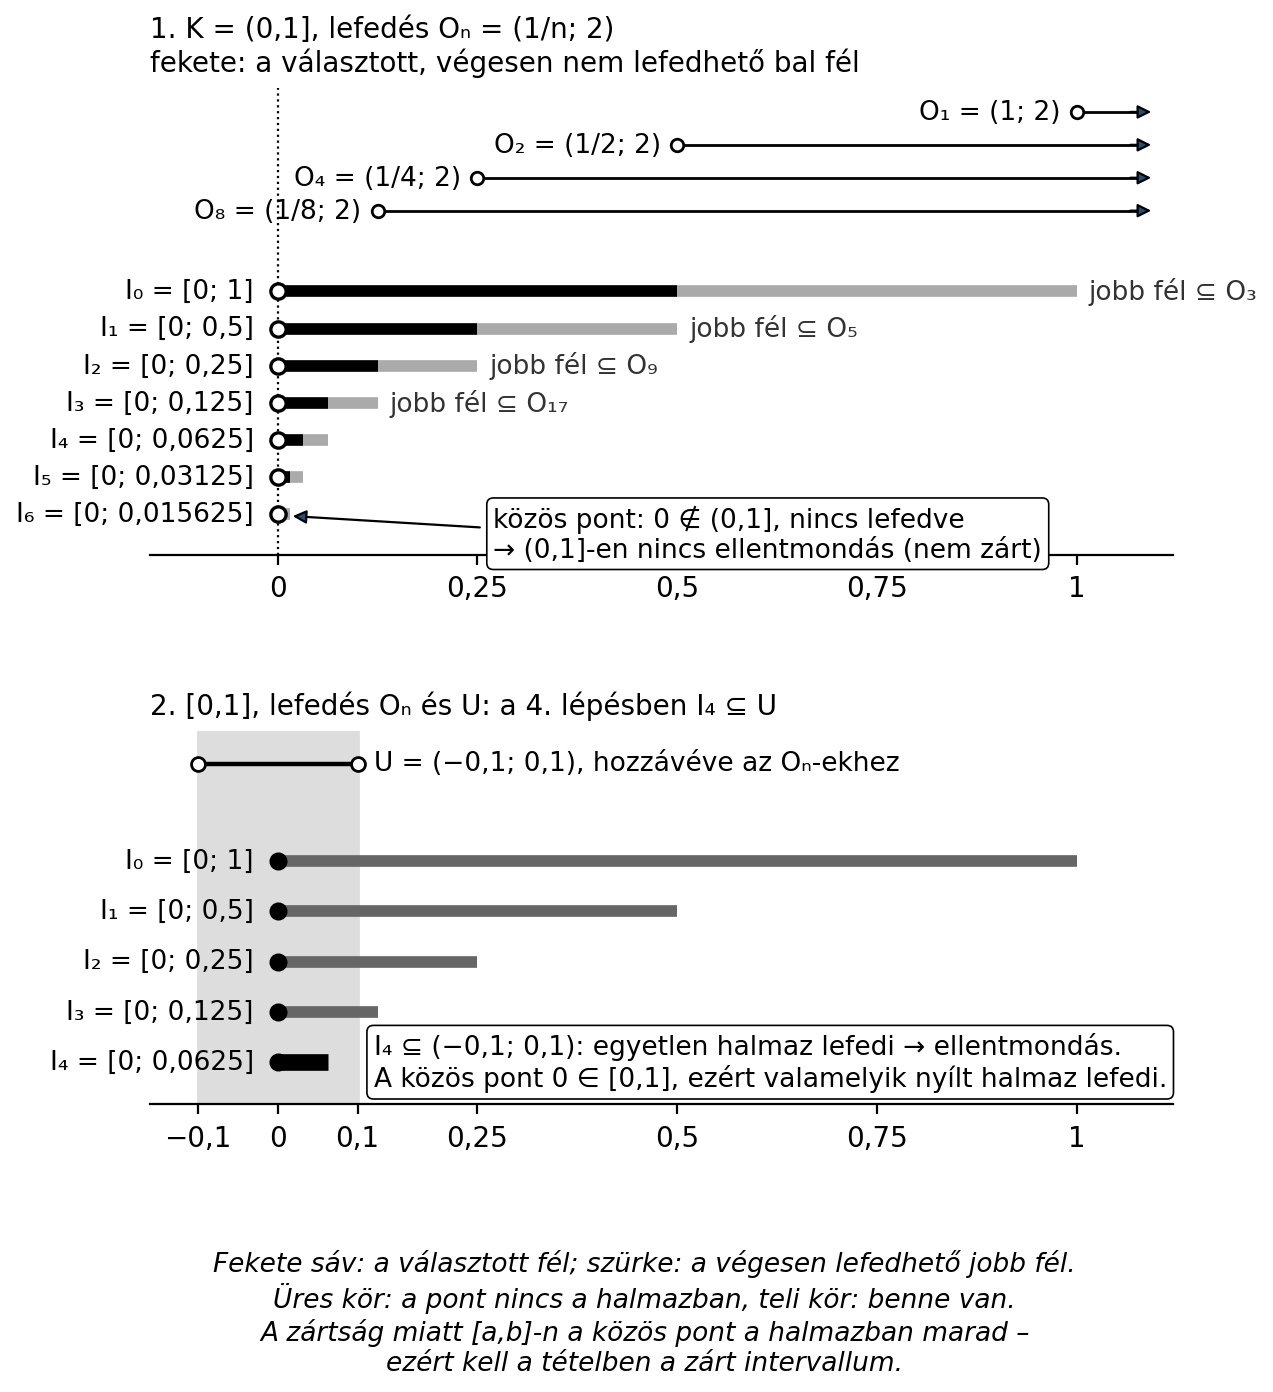 1. K = (0,1], lefedés Oₙ = (1/n; 2)
fekete: a választott, végesen nem lefedhető bal fél
O₁ = (1; 2)
O₂ = (1/2; 2)
O₄ = (1/4; 2)
O₈ = (1/8; 2)
I₀ = [0; 1]
jobb fél ⊆ O₃
I₁ = [0; 0,5]
jobb fél ⊆ O₅
I₂ = [0; 0,25]
jobb fél ⊆ O₉
I₃ = [0; 0,125]
jobb fél ⊆ O₁₇
I₄ = [0; 0,0625]
I₅ = [0; 0,03125]
I₆ = [0; 0,015625]
közös pont: 0 ∉ (0,1], nincs lefedve
→ (0,1]-en nincs ellentmondás (nem zárt)
0 0,25 0,5 0,75 1
2. [0,1], lefedés Oₙ és U: a 4. lépésben I₄ ⊆ U
U = (−0,1; 0,1), hozzávéve az Oₙ-ekhez
I₀ = [0; 1]
I₁ = [0; 0,5]
I₂ = [0; 0,25]
I₃ = [0; 0,125]
I₄ = [0; 0,0625]
I₄ ⊆ (−0,1; 0,1): egyetlen halmaz lefedi → ellentmondás.
A közös pont 0 ∈ [0,1], ezért valamelyik nyílt halmaz lefedi.
−0,1 0 0,1 0,25 0,5 0,75 1
Fekete sáv: a választott fél; szürke: a végesen lefedhető jobb fél.
Üres kör: a pont nincs a halmazban, teli kör: benne van.
A zártság miatt [a,b]-n a közös pont a halmazban marad –
ezért kell a tételben a zárt intervallum.